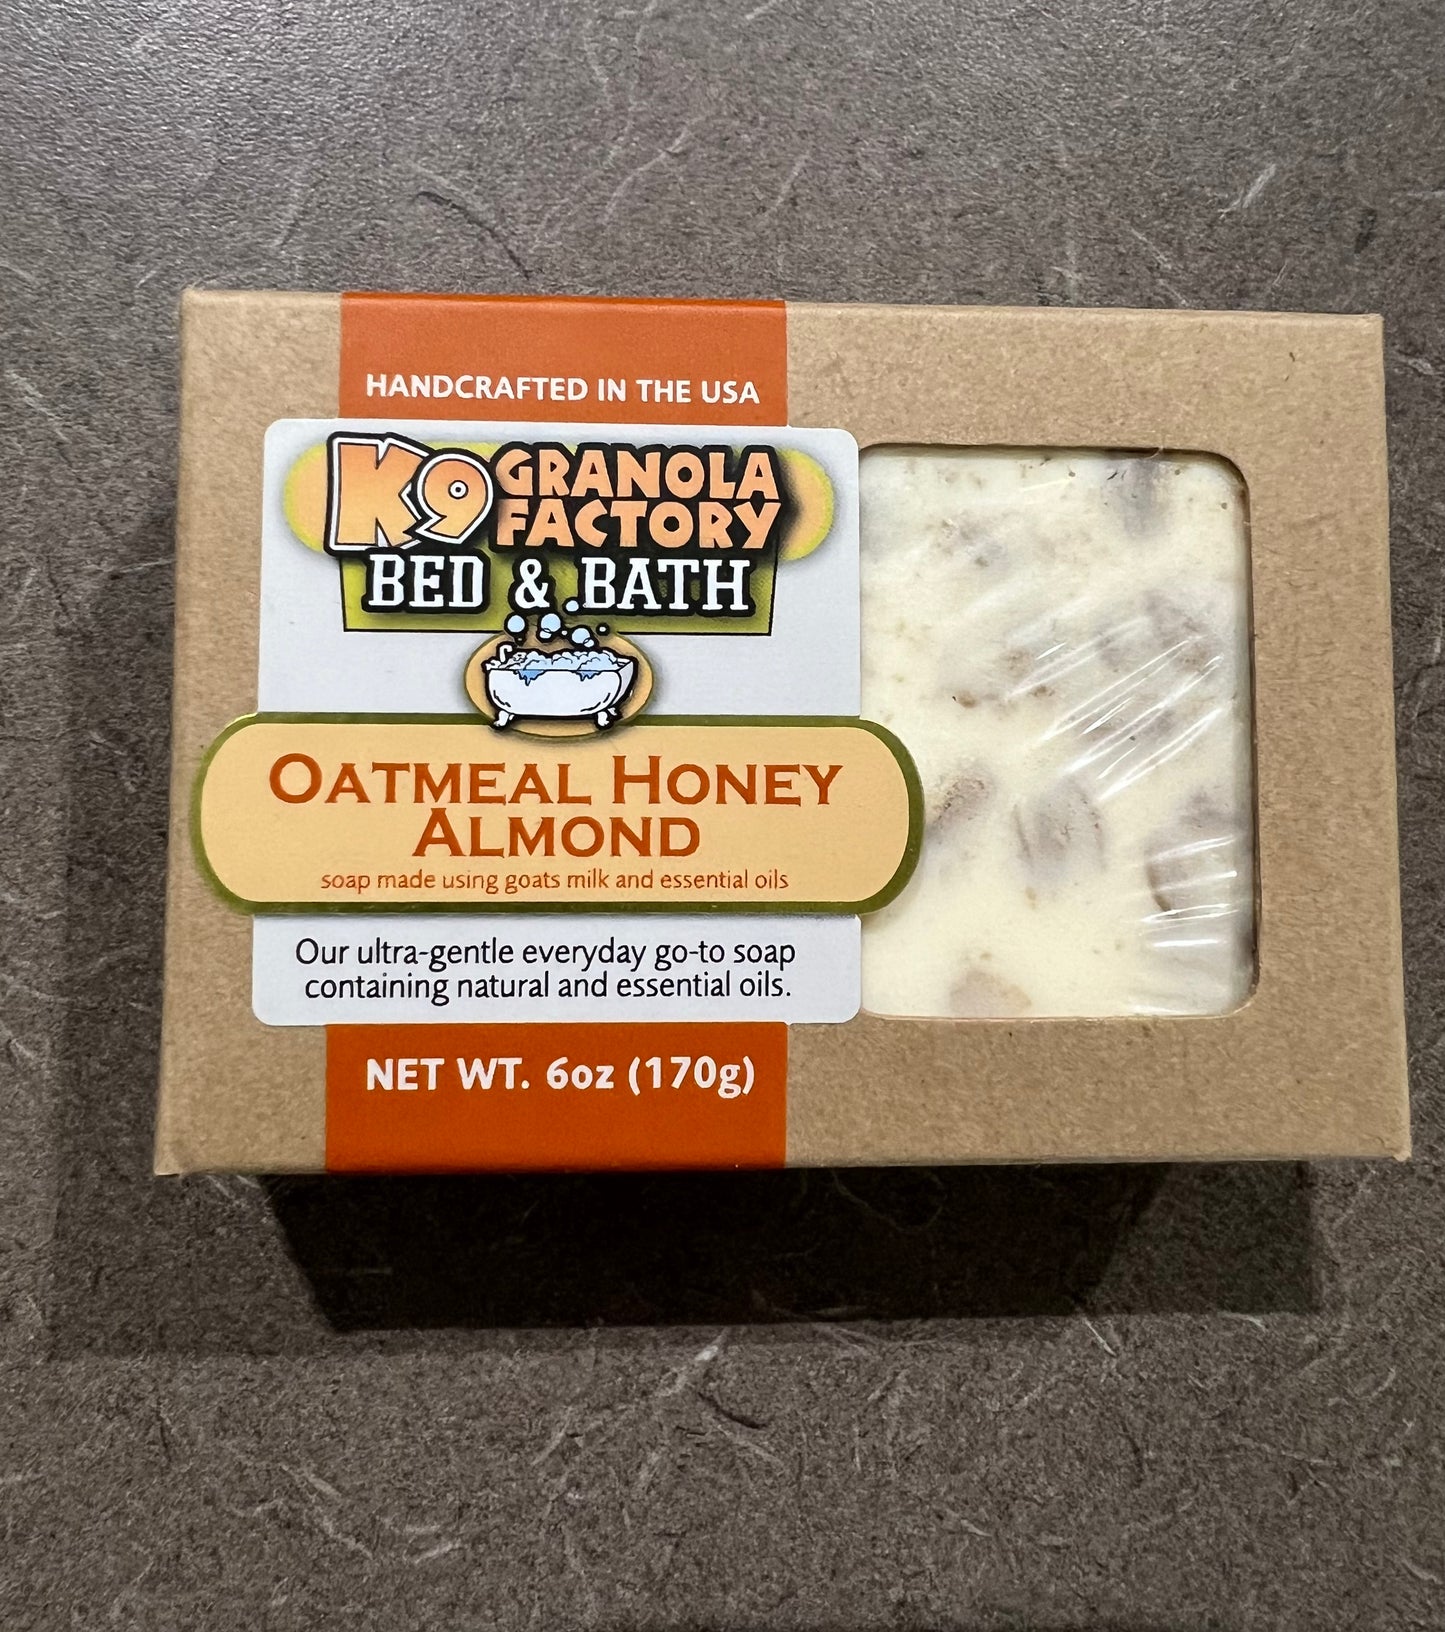 HANDCRAFTED IN THE USA
K9 GRANOLA
FACTORY
BED & BATH
OATMEAL HONEY
ALMOND
soap made using goats milk and essential oils
Our ultra-gentle everyday go-to soap
containing natural and essential oils.
NET WT. 6oz (170g)